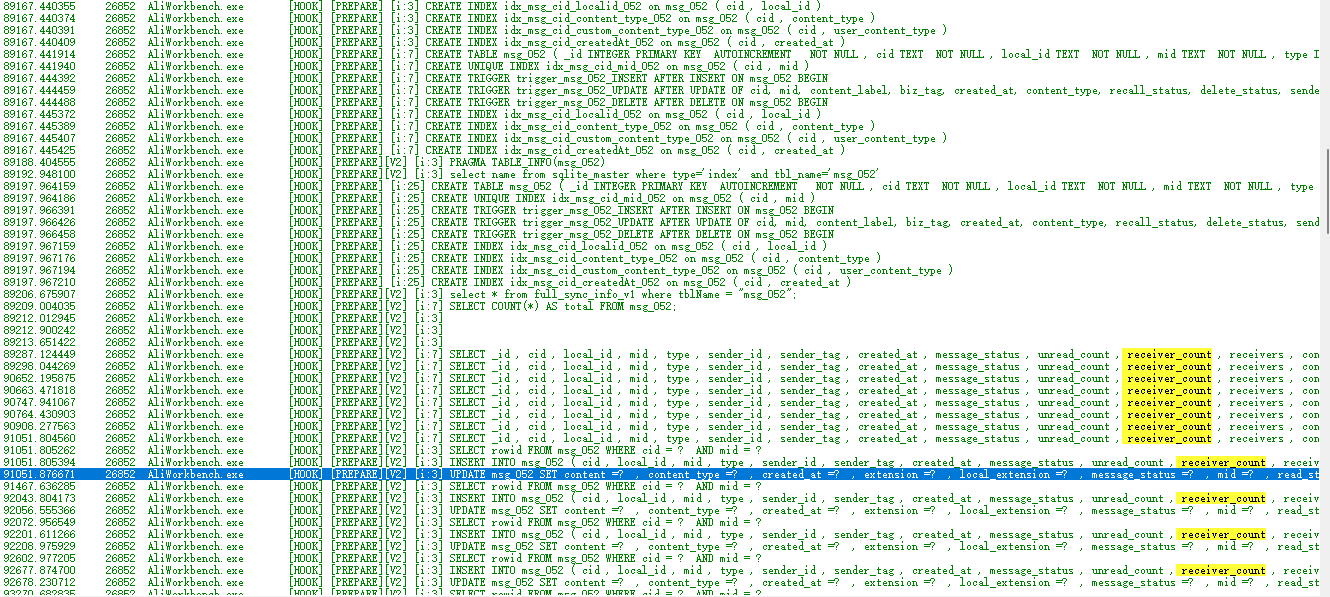 89167.440355 26852 AliWorkbench.exe [HOOK] [PREPARE] [i:3] CREATE INDEX idx_msg_cid_localid_052 on msg_052 ( cid , local_id )
89167.440374 26852 AliWorkbench.exe [HOOK] [PREPARE] [i:3] CREATE INDEX idx_msg_cid_content_type_052 on msg_052 ( cid , content_type )
89167.440391 26852 AliWorkbench.exe [HOOK] [PREPARE] [i:3] CREATE INDEX idx_msg_cid_custom_content_type_052 on msg_052 ( cid , user_content_type )
89167.440409 26852 AliWorkbench.exe [HOOK] [PREPARE] [i:3] CREATE INDEX idx_msg_cid_createdAt_052 on msg_052 ( cid , created_at )
89167.441914 26852 AliWorkbench.exe [HOOK] [PREPARE] [i:7] CREATE TABLE msg_052 ( _id INTEGER PRIMARY KEY AUTOINCREMENT NOT NULL , cid TEXT NOT NULL , local_id TEXT NOT NULL , mid TEXT NOT NULL , type I
89167.441940 26852 AliWorkbench.exe [HOOK] [PREPARE] [i:7] CREATE UNIQUE INDEX idx_msg_cid_mid_052 on msg_052 ( cid , mid )
89167.444392 26852 AliWorkbench.exe [HOOK] [PREPARE] [i:7] CREATE TRIGGER trigger_msg_052_INSERT AFTER INSERT ON msg_052 BEGIN
89167.444459 26852 AliWorkbench.exe [HOOK] [PREPARE] [i:7] CREATE TRIGGER trigger_msg_052_UPDATE AFTER UPDATE OF cid, mid, content_label, biz_tag, created_at, content_type, recall_status, delete_status, sende
89167.444488 26852 AliWorkbench.exe [HOOK] [PREPARE] [i:7] CREATE TRIGGER trigger_msg_052_DELETE AFTER DELETE ON msg_052 BEGIN
89167.445372 26852 AliWorkbench.exe [HOOK] [PREPARE] [i:7] CREATE INDEX idx_msg_cid_localid_052 on msg_052 ( cid , local_id )
89167.445389 26852 AliWorkbench.exe [HOOK] [PREPARE] [i:7] CREATE INDEX idx_msg_cid_content_type_052 on msg_052 ( cid , content_type )
89167.445407 26852 AliWorkbench.exe [HOOK] [PREPARE] [i:7] CREATE INDEX idx_msg_cid_custom_content_type_052 on msg_052 ( cid , user_content_type )
89167.445425 26852 AliWorkbench.exe [HOOK] [PREPARE] [i:7] CREATE INDEX idx_msg_cid_createdAt_052 on msg_052 ( cid , created_at )
89188.404555 26852 AliWorkbench.exe [HOOK] [PREPARE][V2] [i:3] PRAGMA TABLE_INFO(msg_052)
89192.948100 26852 AliWorkbench.exe [HOOK] [PREPARE][V2] [i:3] select name from sqlite_master where type='index' and tbl_name='msg_052'
89197.964159 26852 AliWorkbench.exe [HOOK] [PREPARE] [i:25] CREATE TABLE msg_052 ( _id INTEGER PRIMARY KEY AUTOINCREMENT NOT NULL , cid TEXT NOT NULL , local_id TEXT NOT NULL , mid TEXT NOT NULL , type
89197.964186 26852 AliWorkbench.exe [HOOK] [PREPARE] [i:25] CREATE UNIQUE INDEX idx_msg_cid_mid_052 on msg_052 ( cid , mid )
89197.966391 26852 AliWorkbench.exe [HOOK] [PREPARE] [i:25] CREATE TRIGGER trigger_msg_052_INSERT AFTER INSERT ON msg_052 BEGIN
89197.966426 26852 AliWorkbench.exe [HOOK] [PREPARE] [i:25] CREATE TRIGGER trigger_msg_052_UPDATE AFTER UPDATE OF cid, mid, content_label, biz_tag, created_at, content_type, recall_status, delete_status, send
89197.966458 26852 AliWorkbench.exe [HOOK] [PREPARE] [i:25] CREATE TRIGGER trigger_msg_052_DELETE AFTER DELETE ON msg_052 BEGIN
89197.967159 26852 AliWorkbench.exe [HOOK] [PREPARE] [i:25] CREATE INDEX idx_msg_cid_localid_052 on msg_052 ( cid , local_id )
89197.967176 26852 AliWorkbench.exe [HOOK] [PREPARE] [i:25] CREATE INDEX idx_msg_cid_content_type_052 on msg_052 ( cid , content_type )
89197.967194 26852 AliWorkbench.exe [HOOK] [PREPARE] [i:25] CREATE INDEX idx_msg_cid_custom_content_type_052 on msg_052 ( cid , user_content_type )
89197.967210 26852 AliWorkbench.exe [HOOK] [PREPARE] [i:25] CREATE INDEX idx_msg_cid_createdAt_052 on msg_052 ( cid , created_at )
89206.675907 26852 AliWorkbench.exe [HOOK] [PREPARE][V2] [i:3] select * from full_sync_info_v1 where tblName = "msg_052";
89209.004035 26852 AliWorkbench.exe [HOOK] [PREPARE][V2] [i:7] SELECT COUNT(*) AS total FROM msg_052;
89212.012945 26852 AliWorkbench.exe [HOOK] [PREPARE][V2] [i:3]
89212.900242 26852 AliWorkbench.exe [HOOK] [PREPARE][V2] [i:3]
89213.651422 26852 AliWorkbench.exe [HOOK] [PREPARE][V2] [i:3]
89287.124449 26852 AliWorkbench.exe [HOOK] [PREPARE][V2] [i:7] SELECT _id , cid , local_id , mid , type , sender_id , sender_tag , created_at , message_status , unread_count , receiver_count , receivers , con
89298.044269 26852 AliWorkbench.exe [HOOK] [PREPARE][V2] [i:7] SELECT _id , cid , local_id , mid , type , sender_id , sender_tag , created_at , message_status , unread_count , receiver_count , receivers , con
90652.195875 26852 AliWorkbench.exe [HOOK] [PREPARE][V2] [i:7] SELECT _id , cid , local_id , mid , type , sender_id , sender_tag , created_at , message_status , unread_count , receiver_count , receivers , con
90663.471818 26852 AliWorkbench.exe [HOOK] [PREPARE][V2] [i:7] SELECT _id , cid , local_id , mid , type , sender_id , sender_tag , created_at , message_status , unread_count , receiver_count , receivers , con
90747.941067 26852 AliWorkbench.exe [HOOK] [PREPARE][V2] [i:7] SELECT _id , cid , local_id , mid , type , sender_id , sender_tag , created_at , message_status , unread_count , receiver_count , receivers , con
90764.430903 26852 AliWorkbench.exe [HOOK] [PREPARE][V2] [i:7] SELECT _id , cid , local_id , mid , type , sender_id , sender_tag , created_at , message_status , unread_count , receiver_count , receivers , con
90908.277563 26852 AliWorkbench.exe [HOOK] [PREPARE][V2] [i:7] SELECT _id , cid , local_id , mid , type , sender_id , sender_tag , created_at , message_status , unread_count , receiver_count , receivers , con
91051.804560 26852 AliWorkbench.exe [HOOK] [PREPARE][V2] [i:7] SELECT _id , cid , local_id , mid , type , sender_id , sender_tag , created_at , message_status , unread_count , receiver_count , receivers , con
91051.805262 26852 AliWorkbench.exe [HOOK] [PREPARE][V2] [i:3] SELECT rowid FROM msg_052 WHERE cid = ? AND mid = ?
91051.805394 26852 AliWorkbench.exe [HOOK] [PREPARE][V2] [i:3] INSERT INTO msg_052 ( cid, local_id, mid, type , sender_id , sender_tag , created_at , message_status , unread_count , receiver_count , receiv
91051.876671 26852 AliWorkbench.exe [HOOK] [PREPARE][V2] [i:3] UPDATE msg_052 SET content =? , content_type =? , created_at =? , extension =? , local_extension =? , message_status =? , mid =? , read_st
91467.636285 26852 AliWorkbench.exe [HOOK] [PREPARE][V2] [i:3] SELECT rowid FROM msg_052 WHERE cid = ? AND mid = ?
92043.804173 26852 AliWorkbench.exe [HOOK] [PREPARE][V2] [i:3] INSERT INTO msg_052 ( cid, local_id, mid, type , sender_id , sender_tag , created_at , message_status , unread_count , receiver_count , receiv
92056.555366 26852 AliWorkbench.exe [HOOK] [PREPARE][V2] [i:3] UPDATE msg_052 SET content =? , content_type =? , created_at =? , extension =? , local_extension =? , message_status =? , mid =? , read_st
92072.956549 26852 AliWorkbench.exe [HOOK] [PREPARE][V2] [i:3] SELECT rowid FROM msg_052 WHERE cid = ? AND mid = ?
92201.611266 26852 AliWorkbench.exe [HOOK] [PREPARE][V2] [i:3] INSERT INTO msg_052 ( cid, local_id, mid, type , sender_id , sender_tag , created_at , message_status , unread_count , receiver_count , receiv
92208.975929 26852 AliWorkbench.exe [HOOK] [PREPARE][V2] [i:3] UPDATE msg_052 SET content =? , content_type =? , created_at =? , extension =? , local_extension =? , message_status =? , mid =? , read_st
92602.977205 26852 AliWorkbench.exe [HOOK] [PREPARE][V2] [i:3] SELECT rowid FROM msg_052 WHERE cid = ? AND mid = ?
92677.874700 26852 AliWorkbench.exe [HOOK] [PREPARE][V2] [i:3] INSERT INTO msg_052 ( cid, local_id, mid, type , sender_id , sender_tag , created_at , message_status , unread_count , receiver_count , receiv
92678.230712 26852 AliWorkbench.exe [HOOK] [PREPARE][V2] [i:3] UPDATE msg_052 SET content =? , content_type =? , created_at =? , extension =? , local_extension =? , message_status =? , mid =? , read_st
93270.682835 26852 AliWorkbench.exe [HOOK] [PREPARE][V2] [i:3] SELECT rowid FROM msg_052 WHERE cid = ? AND mid = ?